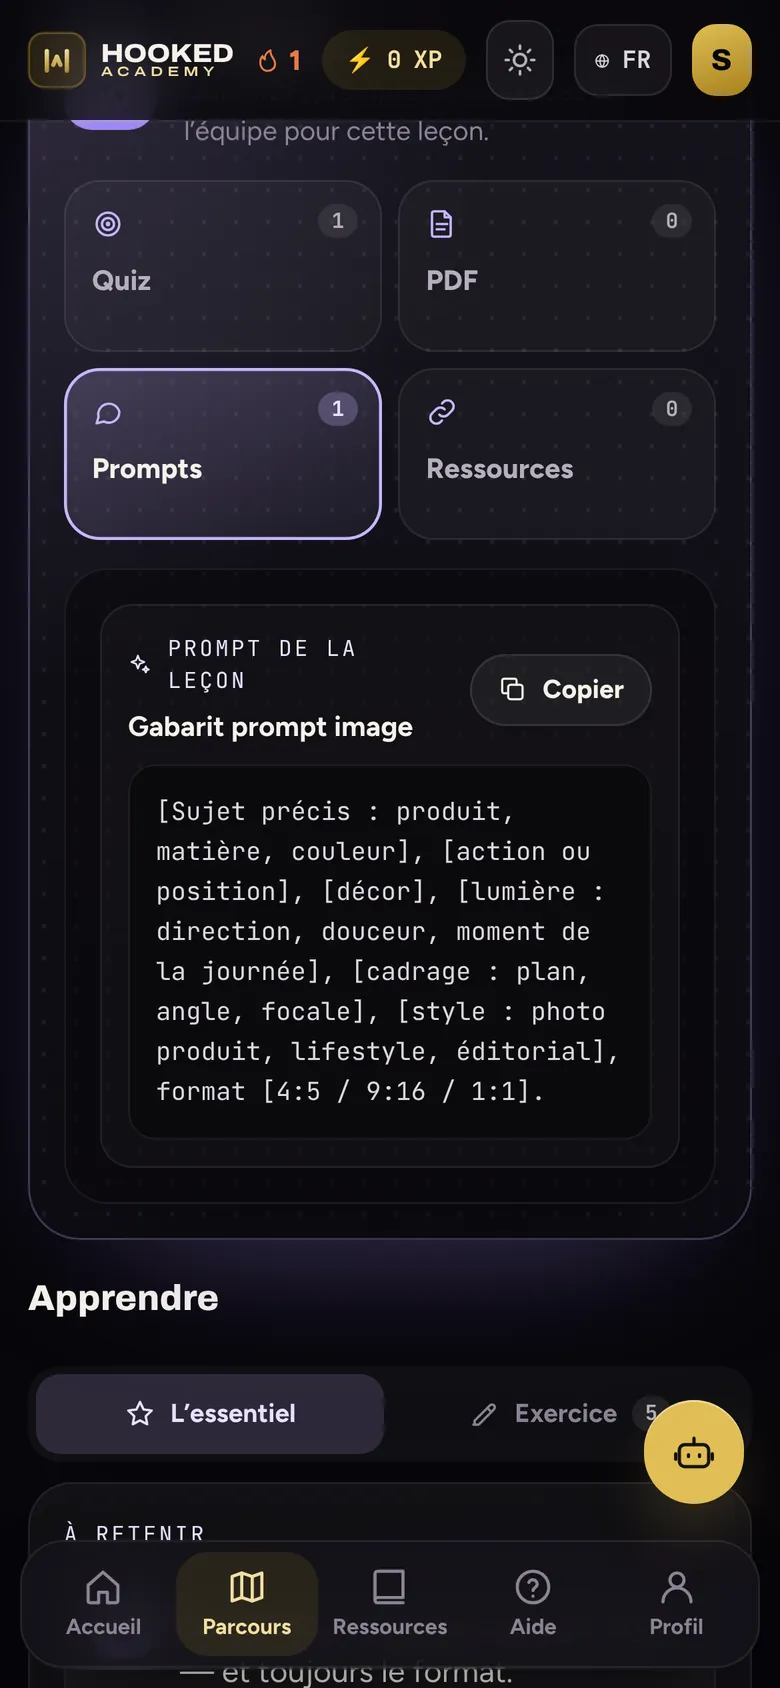 HOOKED
ACADEMY
1
0 XP
FR
S
l’équipe pour cette leçon.
1
Quiz
0
PDF
1
Prompts
0
Ressources
PROMPT DE LA
LEÇON
Gabarit prompt image
Copier
[Sujet précis : produit,
matière, couleur], [action ou
position], [décor], [lumière :
direction, douceur, moment de
la journée], [cadrage : plan,
angle, focale], [style : photo
produit, lifestyle, éditorial],
format [4:5 / 9:16 / 1:1].
Apprendre
L’essentiel
Exercice 5
À RETENIR
Accueil
Parcours
Ressources
Aide
Profil
— et toujours le format.